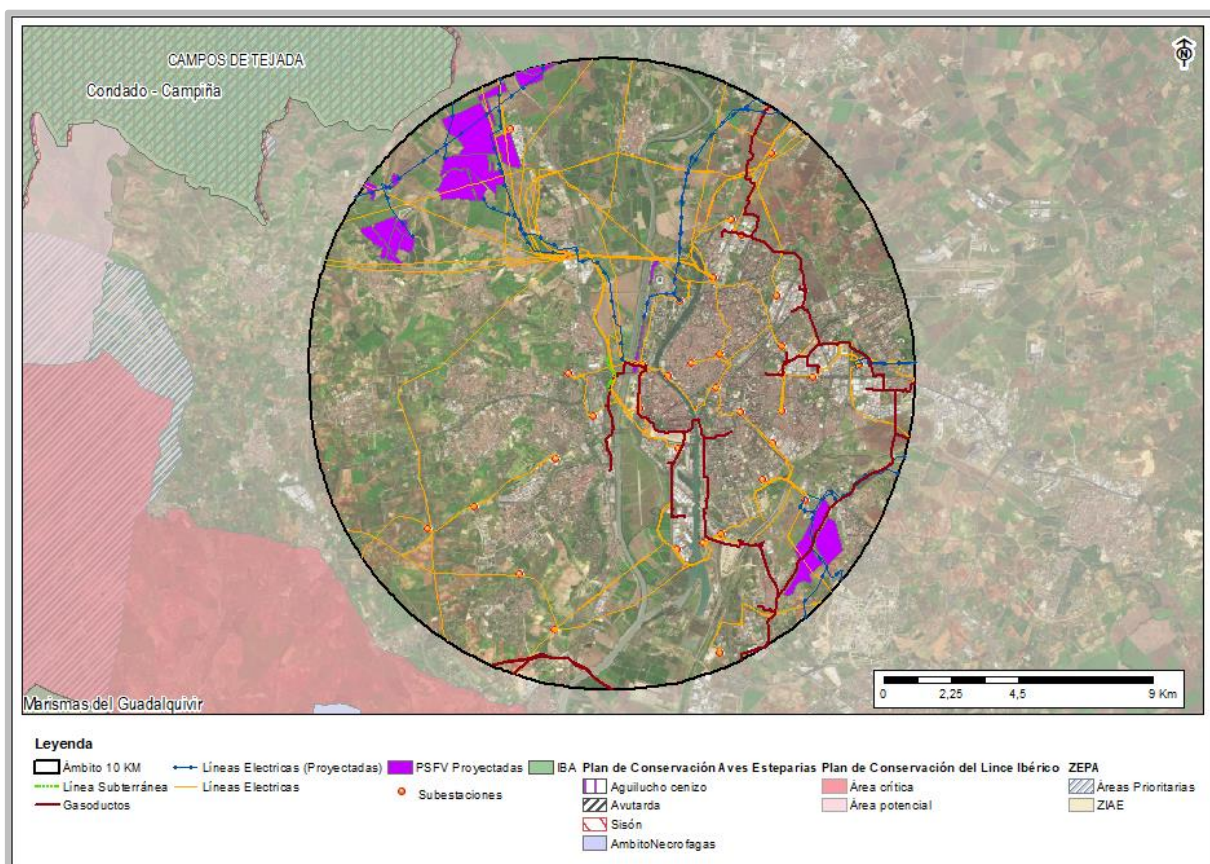 CAMPOS DE TEJADA
Condado - Campiña
N
Marismas del Guadalquivir
0 2,25 4,5 9 Km
Leyenda
Ámbito 10 KM
Líneas Electricas (Proyectadas)
PSFV Proyectadas
IBA
Plan de Conservación Aves Esteparias
Plan de Conservación del Lince Ibérico
ZEPA
Línea Subterránea
Líneas Electricas
Subestaciones
Aguilucho cenizo
Área crítica
Áreas Prioritarias
Gasoductos
Avutarda
Área potencial
ZIAE
Sisón
AmbitoNecrofagas